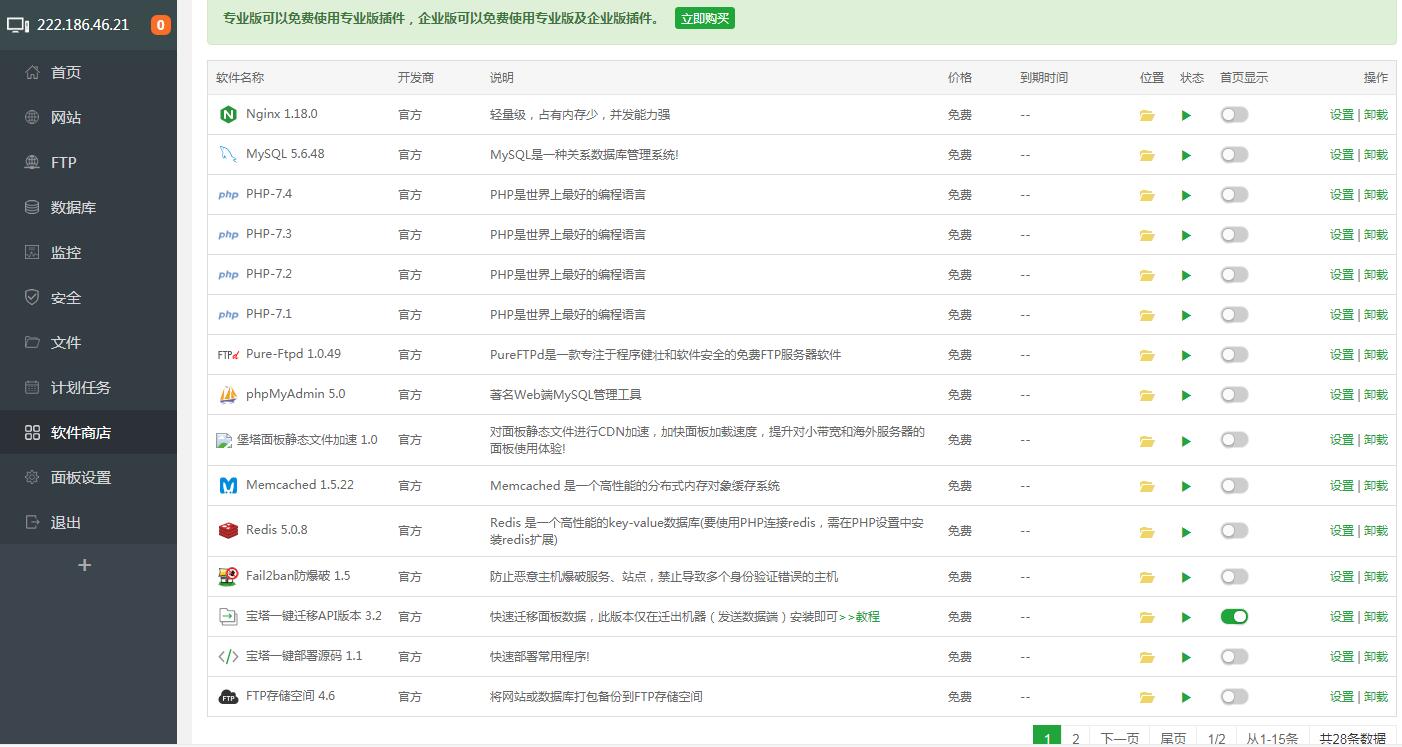 222.186.46.21
0
首页
网站
FTP
数据库
监控
安全
文件
计划任务
软件商店
面板设置
退出
+
专业版可以免费使用专业版插件，企业版可以免费使用专业版及企业版插件。 立即购买
软件名称 开发商 说明 价格 到期时间 位置 状态 首页显示 操作
Nginx 1.18.0 官方 轻量级，占有内存少，并发能力强 免费 -- 设置 | 卸载
MySQL 5.6.48 官方 MySQL是一种关系数据库管理系统! 免费 -- 设置 | 卸载
php PHP-7.4 官方 PHP是世界上最好的编程语言 免费 -- 设置 | 卸载
php PHP-7.3 官方 PHP是世界上最好的编程语言 免费 -- 设置 | 卸载
php PHP-7.2 官方 PHP是世界上最好的编程语言 免费 -- 设置 | 卸载
php PHP-7.1 官方 PHP是世界上最好的编程语言 免费 -- 设置 | 卸载
FTPd Pure-Ftpd 1.0.49 官方 PureFTPd是一款专注于程序健壮和软件安全的免费FTP服务器软件 免费 -- 设置 | 卸载
phpMyAdmin 5.0 官方 著名Web端MySQL管理工具 免费 -- 设置 | 卸载
堡塔面板静态文件加速 1.0 官方 对面板静态文件进行CDN加速，加快面板加载速度，提升对小带宽和海外服务器的
面板使用体验! 免费 -- 设置 | 卸载
Memcached 1.5.22 官方 Memcached 是一个高性能的分布式内存对象缓存系统 免费 -- 设置 | 卸载
Redis 5.0.8 官方 Redis 是一个高性能的key-value数据库(要使用PHP连接redis，需在PHP设置中安
装redis扩展) 免费 -- 设置 | 卸载
Fail2ban防爆破 1.5 官方 防止恶意主机爆破服务、站点，禁止导致多个身份验证错误的主机 免费 -- 设置 | 卸载
宝塔一键迁移API版本 3.2 官方 快速迁移面板数据，此版本仅在迁出机器（发送数据端）安装即可>>教程 免费 -- 设置 | 卸载
宝塔一键部署源码 1.1 官方 快速部署常用程序! 免费 -- 设置 | 卸载
FTP FTP存储空间 4.6 官方 将网站或数据库打包备份到FTP存储空间 免费 -- 设置 | 卸载
1 2 下一页 尾页 1/2 从1-15条 共28条数据